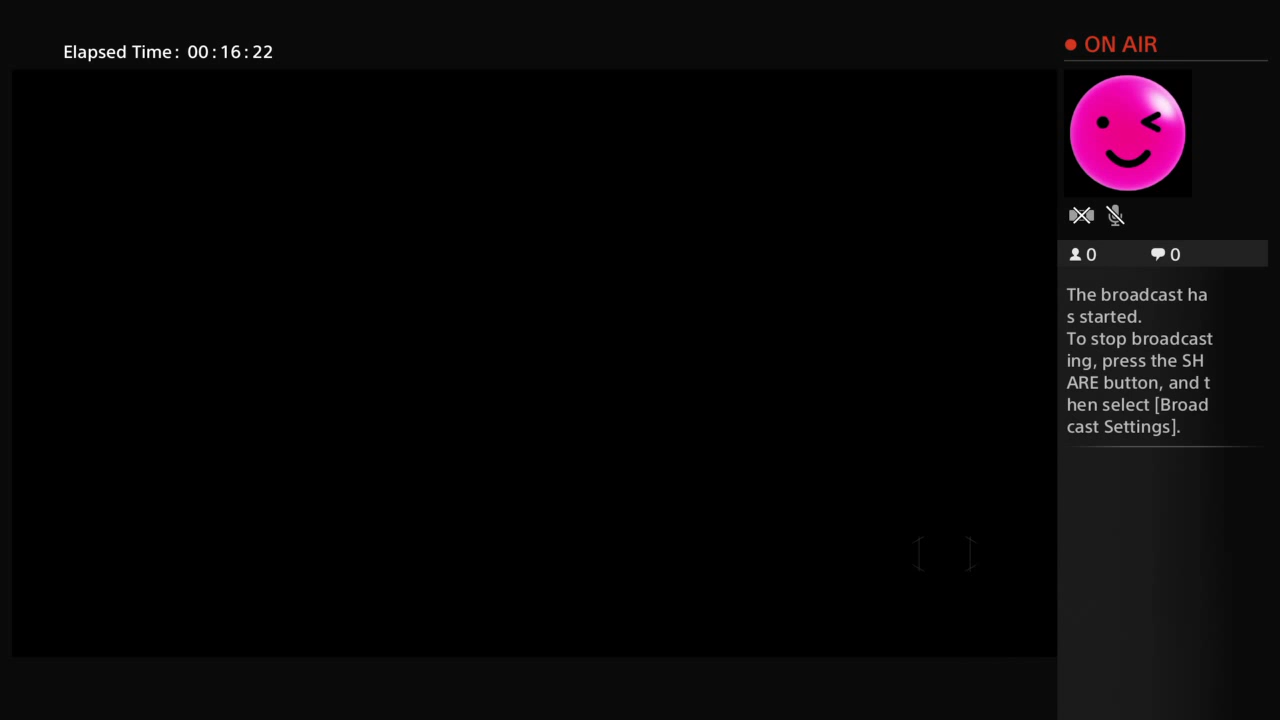 Elapsed Time: 00:16:22
ON AIR
0 0
The broadcast ha
s started.
To stop broadcast
ing, press the SH
ARE button, and t
hen select [Broad
cast Settings].